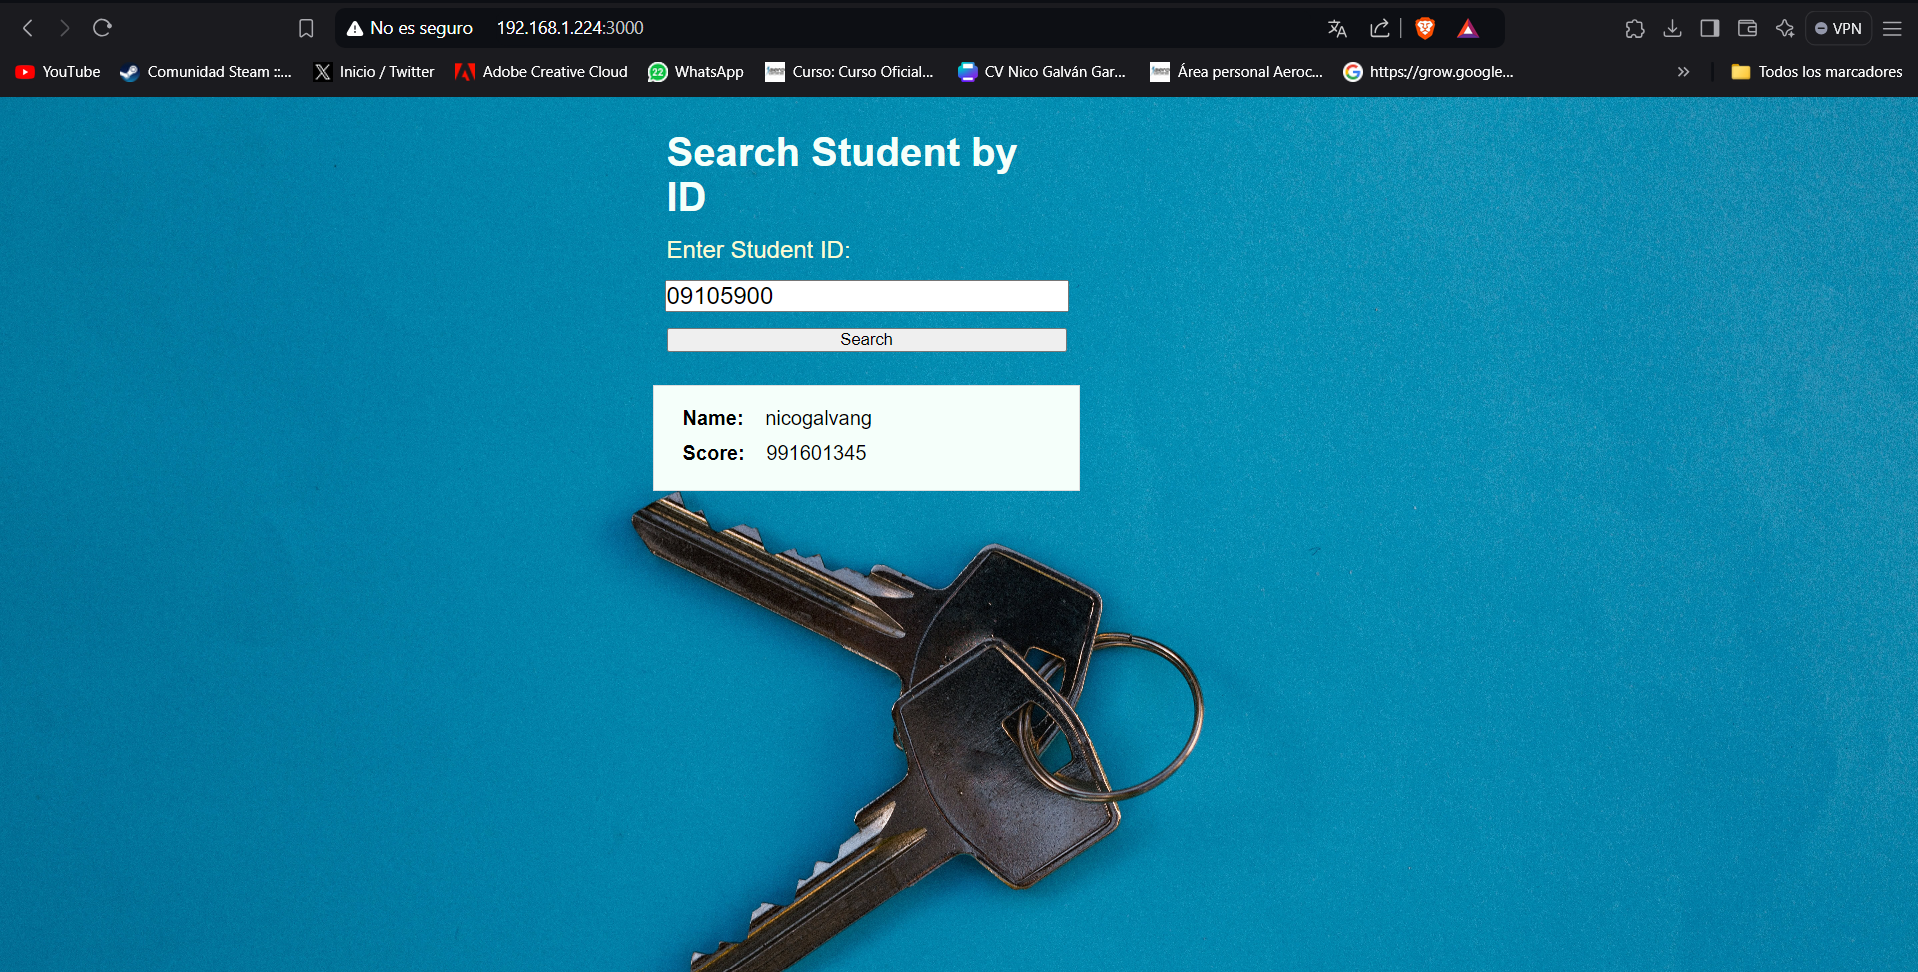 No es seguro 192.168.1.224:3000 VPN
YouTube Comunidad Steam ::... Inicio / Twitter Adobe Creative Cloud 22 WhatsApp Curso: Curso Oficial... CV Nico Galván Gar... Área personal Aeroc... https://grow.google... » Todos los marcadores
Search Student by
ID
Enter Student ID:
09105900
Search
Name: nicogalvang
Score: 991601345